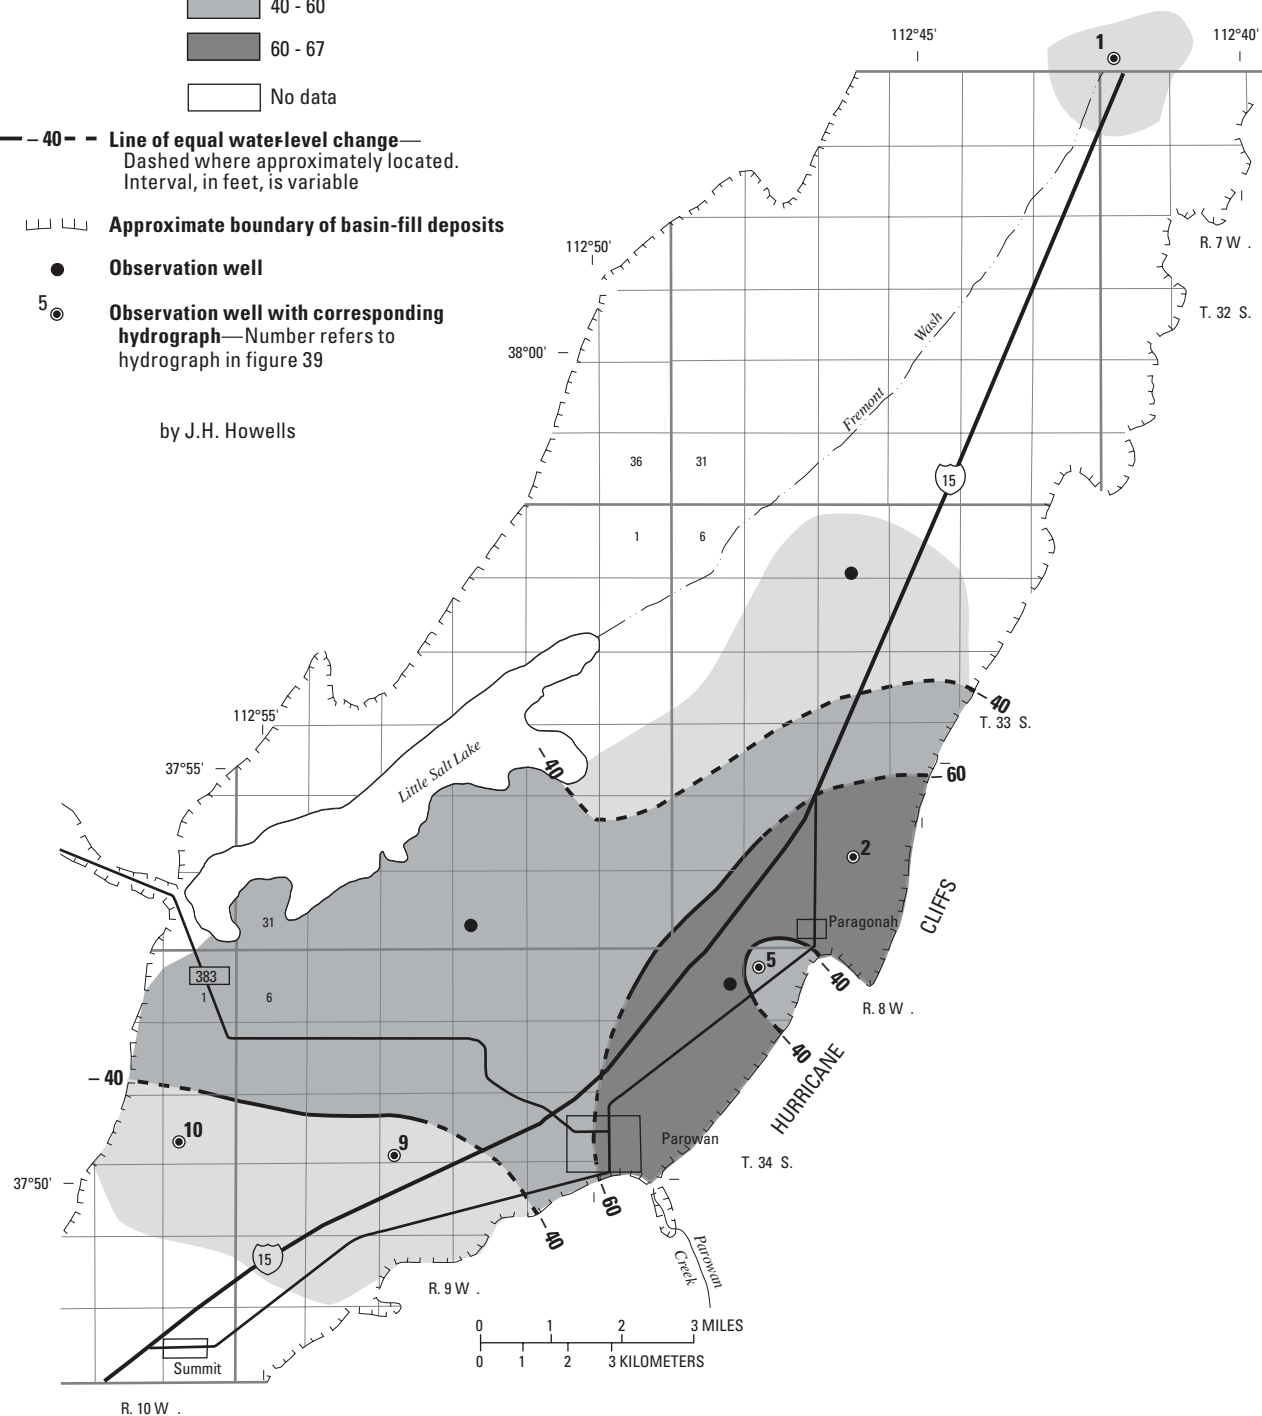 40 - 60
60 - 67
No data
– 40 – – Line of equal water-level change—
Dashed where approximately located.
Interval, in feet, is variable
Approximate boundary of basin-fill deposits
Observation well
5
Observation well with corresponding
hydrograph—Number refers to
hydrograph in figure 39
by J.H. Howells
112°45'
1
112°40'
R. 7 W .
112°50'
T. 32 S.
Wash
38°00'
Fremont
36
31
15
1
6
– 40
T. 33 S.
112°55'
– 40
37°55'
Little Salt Lake
– 60
2
CLIFFS
31
Paragonah
5
383
– 40
1
6
R. 8 W .
– 40
HURRICANE
– 40
10
9
Parowan
T. 34 S.
37°50'
– 60
– 40
15
Parowan
Creek
R. 9 W .
0 1 2 3 MILES
0 1 2 3 KILOMETERS
Summit
R. 10 W .